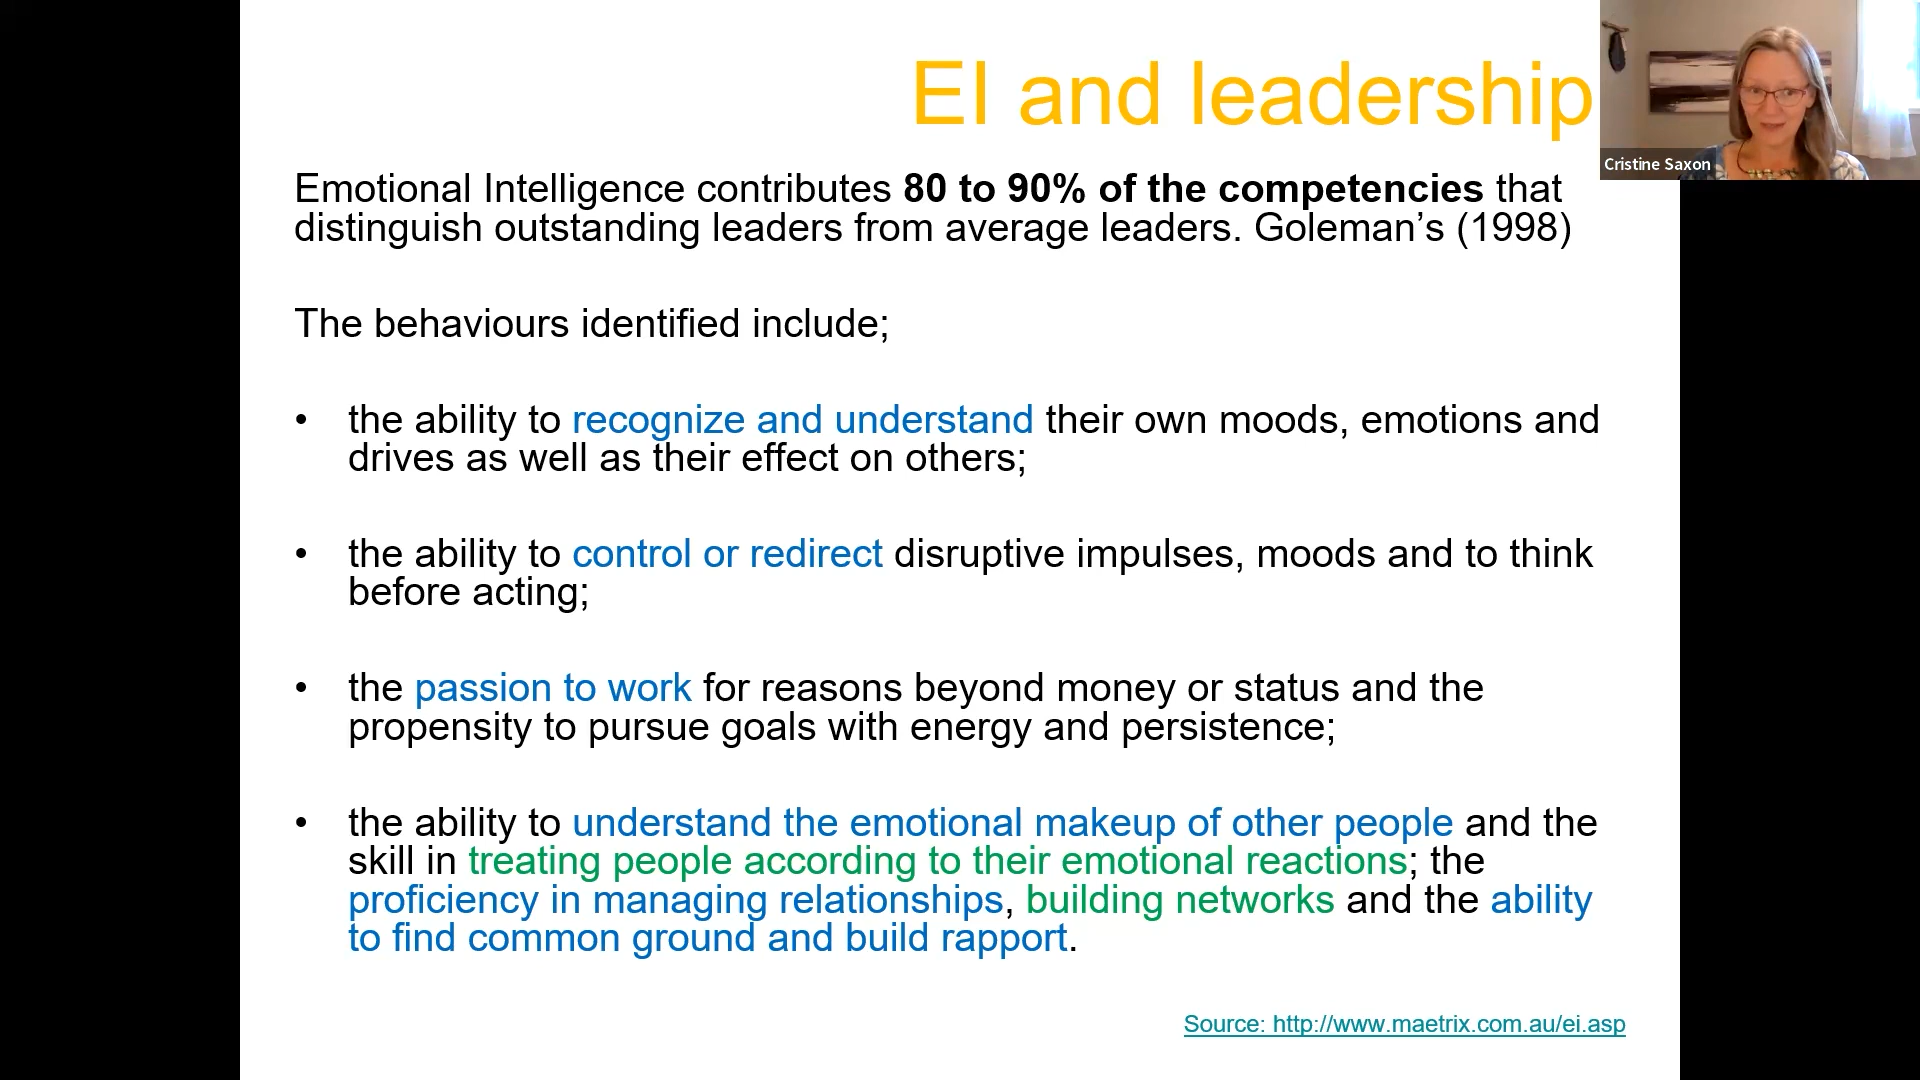 EI and leadership
Cristine Saxon
Emotional Intelligence contributes 80 to 90% of the competencies that
distinguish outstanding leaders from average leaders. Goleman’s (1998)
The behaviours identified include;
• the ability to recognize and understand their own moods, emotions and
drives as well as their effect on others;
• the ability to control or redirect disruptive impulses, moods and to think
before acting;
• the passion to work for reasons beyond money or status and the
propensity to pursue goals with energy and persistence;
• the ability to understand the emotional makeup of other people and the
skill in treating people according to their emotional reactions; the
proficiency in managing relationships, building networks and the ability
to find common ground and build rapport.
Source: http://www.maetrix.com.au/ei.asp